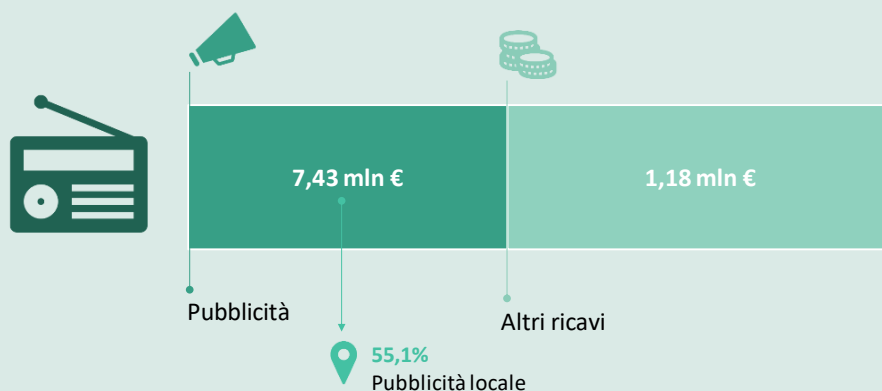 7,43 mln €
1,18 mln €
Pubblicità
Altri ricavi
55,1%
Pubblicità locale